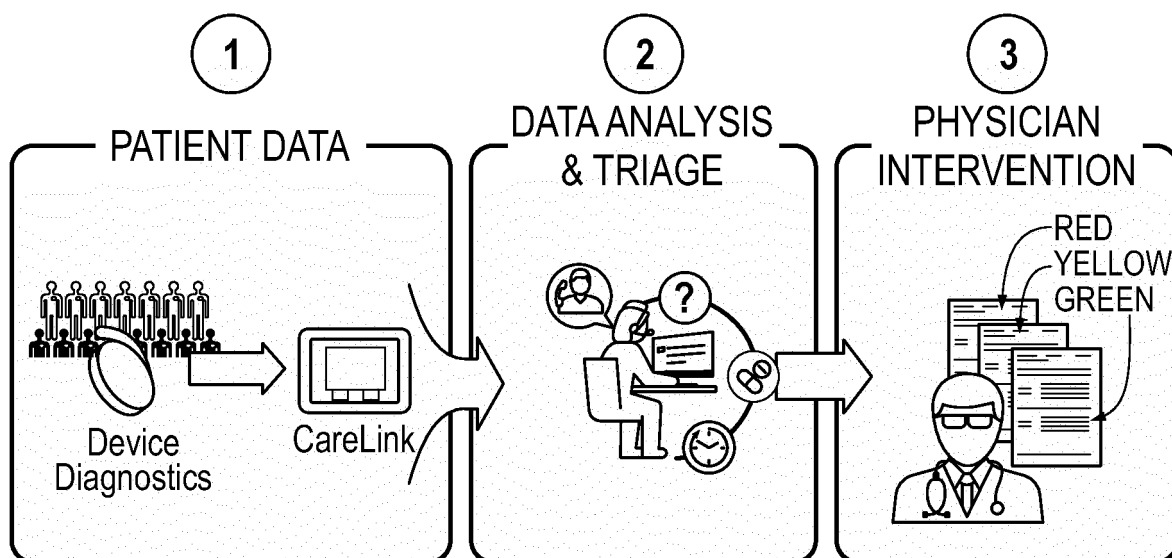 1
PATIENT DATA
Device
Diagnostics
CareLink
2
DATA ANALYSIS
& TRIAGE
?
3
PHYSICIAN
INTERVENTION
RED
YELLOW
GREEN